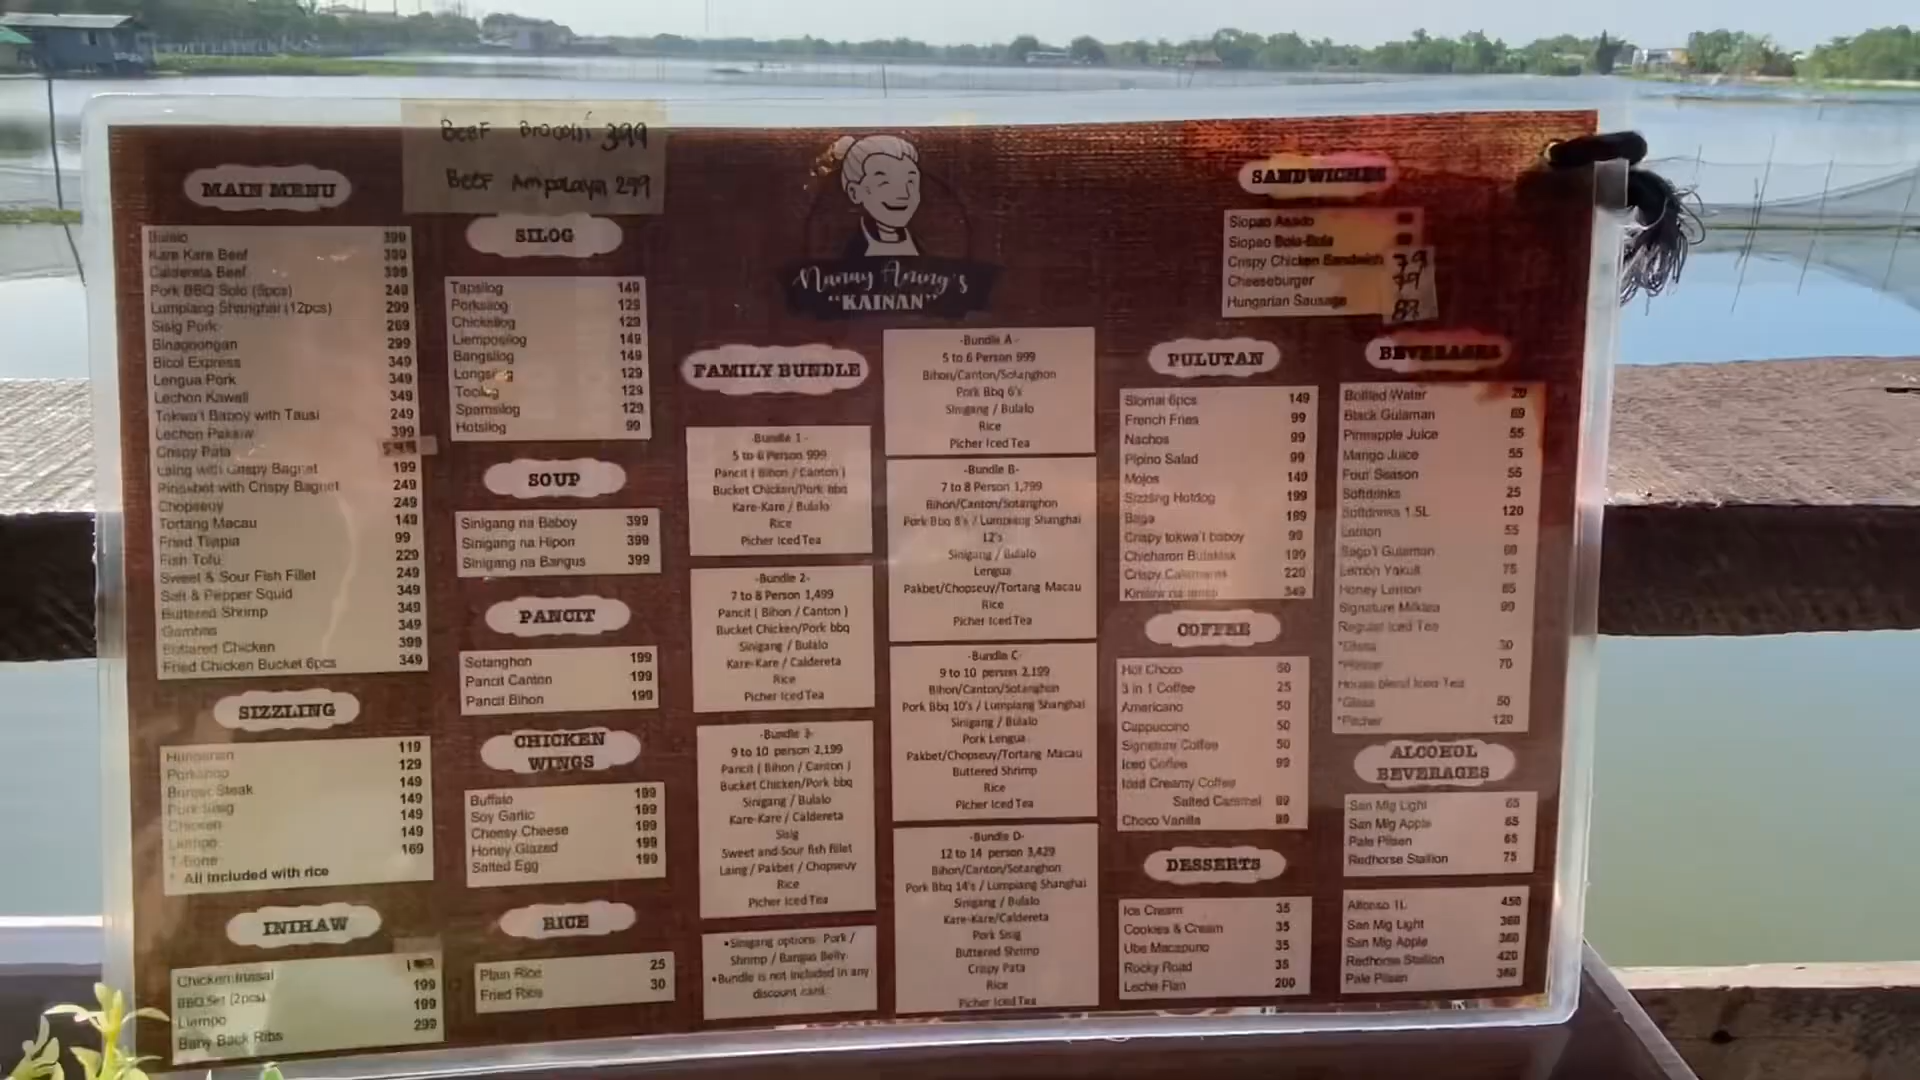 BEEF Brocolli 399
BEEF Ampalaya 299
MAIN MENU
Bulalo 399
Kare Kare Beef 399
Caldereta Beef 399
Pork BBQ Solo (5pcs) 249
Lumpiang Shanghai (12pcs) 299
Sisig Pork 269
Binagoongan 299
Bicol Express 349
Lengua Pork 349
Lechon Kawali 349
Tokwa't Baboy with Tausi 249
Lechon Paksiw 399
Crispy Pata
Laing with Crispy Bagnet 199
Pinakbet with Crispy Bagnet 249
Chopseuy 249
Tortang Macau 149
Fried Tilapia 99
Fish Tofu 229
Sweet & Sour Fish Fillet 249
Salt & Pepper Squid 349
Buttered Shrimp 349
Gambas 349
Buttered Chicken 399
Fried Chicken Bucket 6pcs 349
SIZZLING
Hungarian 119
Porkchop 129
Burger Steak 149
Pork Sisig 149
Chicken 149
Liempo 149
T-Bone 169
* All included with rice
INIHAW
Chicken Inasal
BBQ Set (2pcs) 199
Liempo 199
Baby Back Ribs 299
SILOG
Tapsilog 149
Porksilog 129
Chicksilog 129
Liemposilog 149
Bangsilog 149
Longsilog 129
Tocilog 129
Spamsilog 129
Hotsilog 99
SOUP
Sinigang na Baboy 399
Sinigang na Hipon 399
Sinigang na Bangus 399
PANCIT
Sotanghon 199
Pancit Canton 199
Pancit Bihon 199
CHICKEN
WINGS
Buffalo 199
Soy Garlic 199
Cheesy Cheese 199
Honey Glazed 199
Salted Egg 199
RICE
Plain Rice 25
Fried Rice 30
Nanay Aning's
"KAINAN"
FAMILY BUNDLE
-Bundle 1-
5 to 6 Person 999
Pancit ( Bihon / Canton )
Bucket Chicken/Pork bbq
Kare-Kare / Bulalo
Rice
Picher Iced Tea
-Bundle 2-
7 to 8 Person 1,499
Pancit ( Bihon / Canton )
Bucket Chicken/Pork bbq
Sinigang / Bulalo
Kare-Kare / Caldereta
Rice
Picher Iced Tea
-Bundle 3-
9 to 10 person 2,199
Pancit ( Bihon / Canton )
Bucket Chicken/Pork bbq
Sinigang / Bulalo
Kare-Kare / Caldereta
Sisig
Sweet and Sour fish fillet
Laing / Pakbet / Chopseuy
Rice
Picher Iced Tea
•Sinigang options: Pork /
Shrimp / Bangus Belly.
•Bundle is not included in any
discount card.
-Bundle A-
5 to 6 Person 999
Bihon/Canton/Sotanghon
Pork Bbq 6's
Sinigang / Bulalo
Rice
Picher Iced Tea
-Bundle B-
7 to 8 Person 1,799
Bihon/Canton/Sotanghon
Pork Bbq 8's / Lumpiang Shanghai
12's
Sinigang / Bulalo
Lengua
Pakbet/Chopseuy/Tortang Macau
Rice
Picher Iced Tea
-Bundle C-
9 to 10 person 2,199
Bihon/Canton/Sotanghon
Pork Bbq 10's / Lumpiang Shanghai
Sinigang / Bulalo
Pork Lengua
Pakbet/Chopseuy/Tortang Macau
Buttered Shrimp
Rice
Picher Iced Tea
-Bundle D-
12 to 14 person 3,429
Bihon/Canton/Sotanghon
Pork Bbq 14's / Lumpiang Shanghai
Sinigang / Bulalo
Kare-Kare/Caldereta
Pork Sisig
Buttered Shrimp
Crispy Pata
Rice
Picher Iced Tea
SANDWICHES
Siopao Asado
Siopao Bola-Bola
Crispy Chicken Sandwich 79
Cheeseburger 79
Hungarian Sausage 89
PULUTAN
Siomai 6pcs 149
French Fries 99
Nachos 99
Pipino Salad 99
Mojos 149
Sizzling Hotdog 199
Baga 199
Crispy tokwa't baboy 99
Chicharon Bulaklak 199
Crispy Calamares 220
Kinilaw na 349
COFFEE
Hot Choco 50
3 in 1 Coffee 25
Americano 50
Cappuccino 50
Signature Coffee 50
Iced Coffee 99
Iced Creamy Coffee
Salted Caramel 89
Choco Vanilla 89
DESSERTS
Ice Cream 35
Cookies & Cream 35
Ube Macapuno 35
Rocky Road 35
Leche Flan 200
BEVERAGES
Bottled Water 20
Black Gulaman 69
Pineapple Juice 55
Mango Juice 55
Four Season 55
Softdrinks 25
Softdrinks 1.5L 120
Lemon 55
Sago't Gulaman 69
Lemon Yakult 75
Honey Lemon 65
Signature Milktea 99
Regular Iced Tea
*Glass 30
*Pitcher 70
House blend Iced Tea
*Glass 50
*Pitcher 120
ALCOHOL
BEVERAGES
San Mig Light 65
San Mig Apple 65
Pale Pilsen 65
Redhorse Stallion 75
Alfonso 1L 450
San Mig Light 360
San Mig Apple 360
Redhorse Stallion 420
Pale Pilsen 360